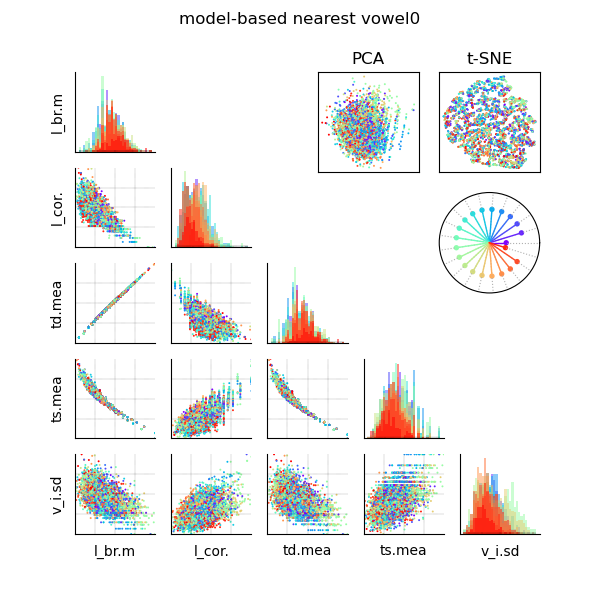 model-based nearest vowel0
PCA
t-SNE
l_br.m
l_cor.
td.mea
ts.mea
v_i.sd
l_br.m
l_cor.
td.mea
ts.mea
v_i.sd